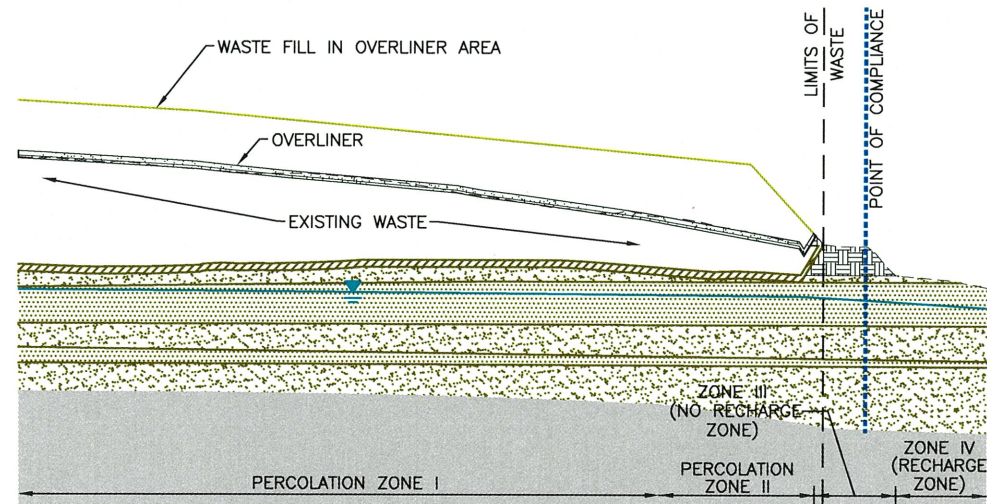 WASTE FILL IN OVERLINER AREA
OVERLINER
EXISTING WASTE
LIMITS OF
WASTE
POINT OF COMPLIANCE
ZONE III
(NO RECHARGE
ZONE)
PERCOLATION ZONE I
PERCOLATION
ZONE II
ZONE IV
(RECHARGE
ZONE)